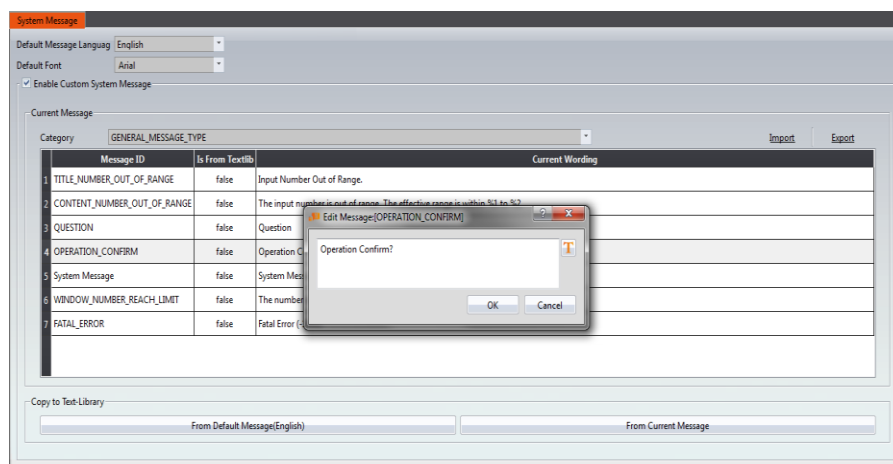 System Message
Default Message Languag English
Default Font Arial
Enable Custom System Message
Current Message
Category GENERAL_MESSAGE_TYPE Import Export
Message ID Is From Textlib Current Wording
1 TITLE_NUMBER_OUT_OF_RANGE false Input Number Out of Range.
2 CONTENT_NUMBER_OUT_OF_RANGE false The input number is out of range. The effective range is within %1 to %2
Edit Message:[OPERATION_CONFIRM]
3 QUESTION false Question
4 OPERATION_CONFIRM false Operation C
Operation Confirm? T
5 System Message false System Mes
6 WINDOW_NUMBER_REACH_LIMIT false The number
OK Cancel
7 FATAL_ERROR false Fatal Error (-
Copy to Text-Library
From Default Message(English) From Current Message